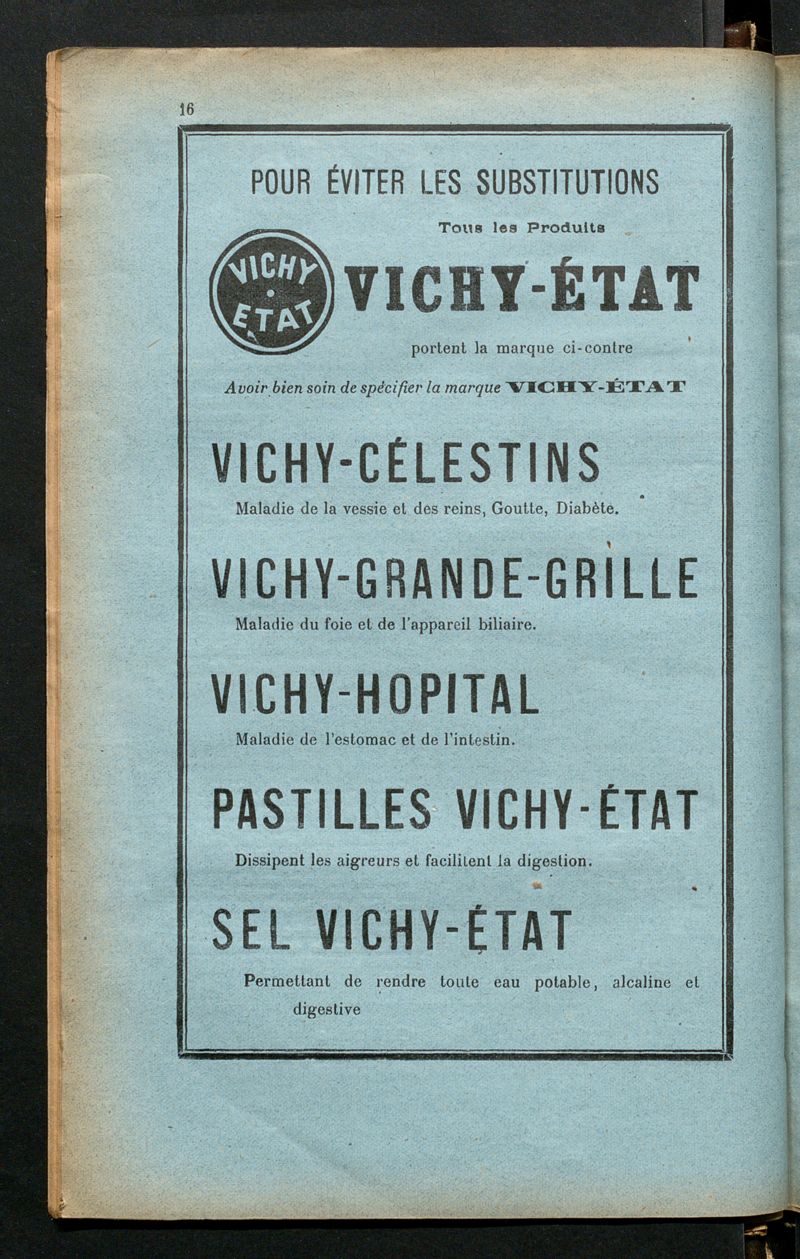 16
POUR ÉVITER LES SUBSTITUTIONS
Tous les Produits
VICHY
ÉTAT
VICHY-ÉTAT
portent la marque ci-contre
Avoir bien soin de spécifier la marque VICHY-ÉTAT
VICHY-CÉLESTINS
Maladie de la vessie et des reins, Goutte, Diabète.
VICHY-GRANDE-GRILLE
Maladie du foie et de l'appareil biliaire.
VICHY-HOPITAL
Maladie de l'estomac et de l'intestin.
PASTILLES VICHY-ÉTAT
Dissipent les aigreurs et facilitent la digestion.
SEL VICHY-ÉTAT
Permettant de rendre toute eau potable, alcaline et
digestive